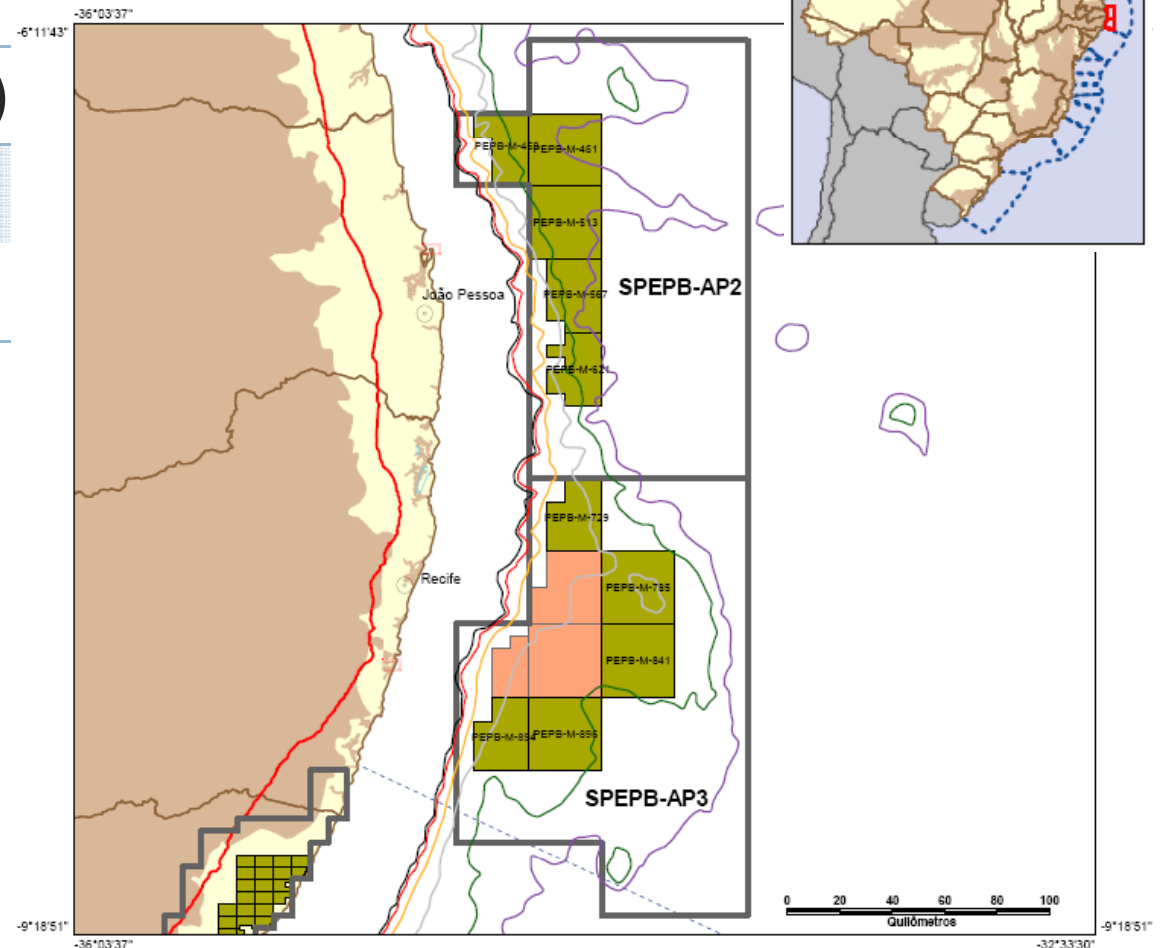 -36°03'37"
-6°11'43"
PEPB-M-459
PEPB-M-461
PEPB-M-513
PEPB-M-567
SPEPB-AP2
João Pessoa
PEPB-M-621
PEPB-M-729
Recife
PEPB-M-785
PEPB-M-841
PEPB-M-894
PEPB-M-896
SPEPB-AP3
0 20 40 60 80 100
Quilômetros
-9°18'51"
-9°18'51"
-36°03'37"
-32°33'30"